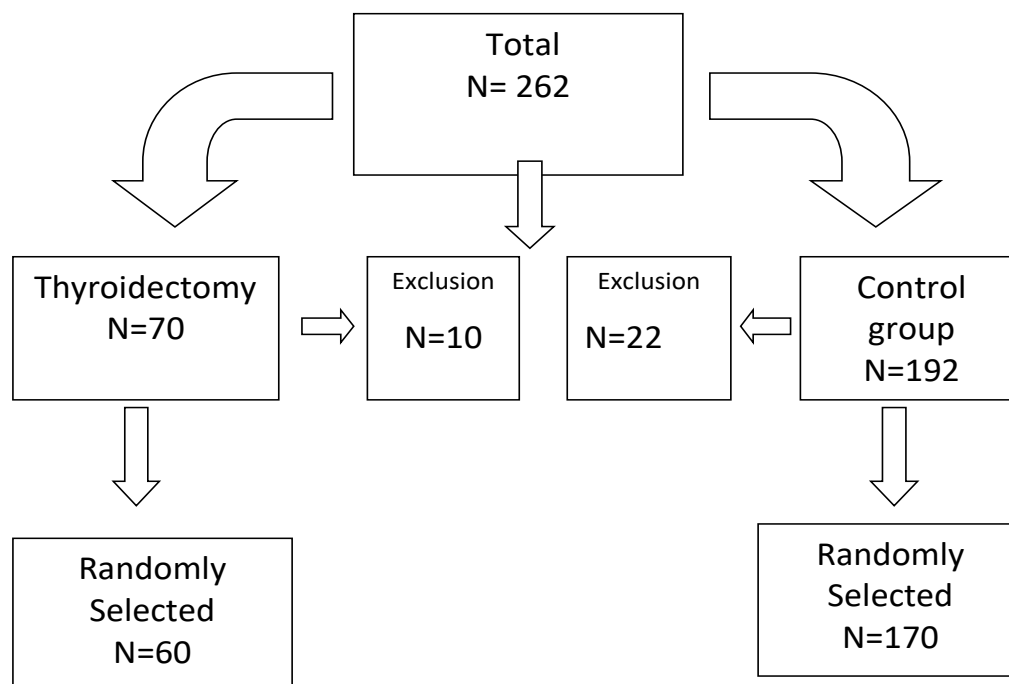 Total
N= 262
Thyroidectomy
N=70
Exclusion
N=10
Exclusion
N=22
Control
group
N=192
Randomly
Selected
N=60
Randomly
Selected
N=170